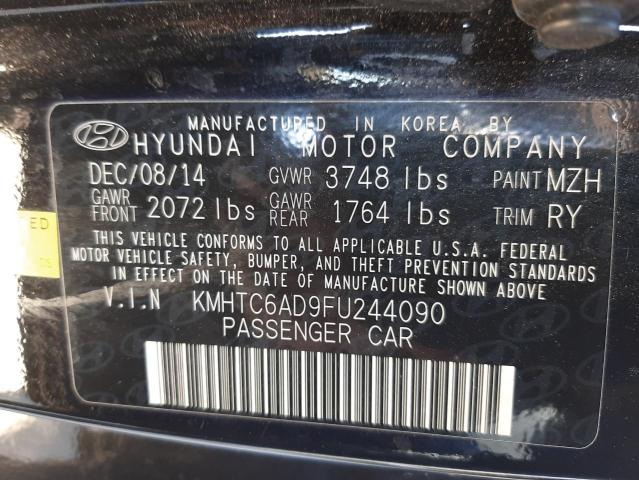 MANUFACTURED IN KOREA BY
HYUNDAI MOTOR COMPANY
DEC/08/14 GVWR 3748 lbs PAINT MZH
GAWR FRONT 2072 lbs GAWR REAR 1764 lbs TRIM RY
THIS VEHICLE CONFORMS TO ALL APPLICABLE U.S.A. FEDERAL
MOTOR VEHICLE SAFETY, BUMPER, AND THEFT PREVENTION STANDARDS
IN EFFECT ON THE DATE OF MANUFACTURE SHOWN ABOVE.
V.I.N KMHTC6AD9FU244090
PASSENGER CAR
ED